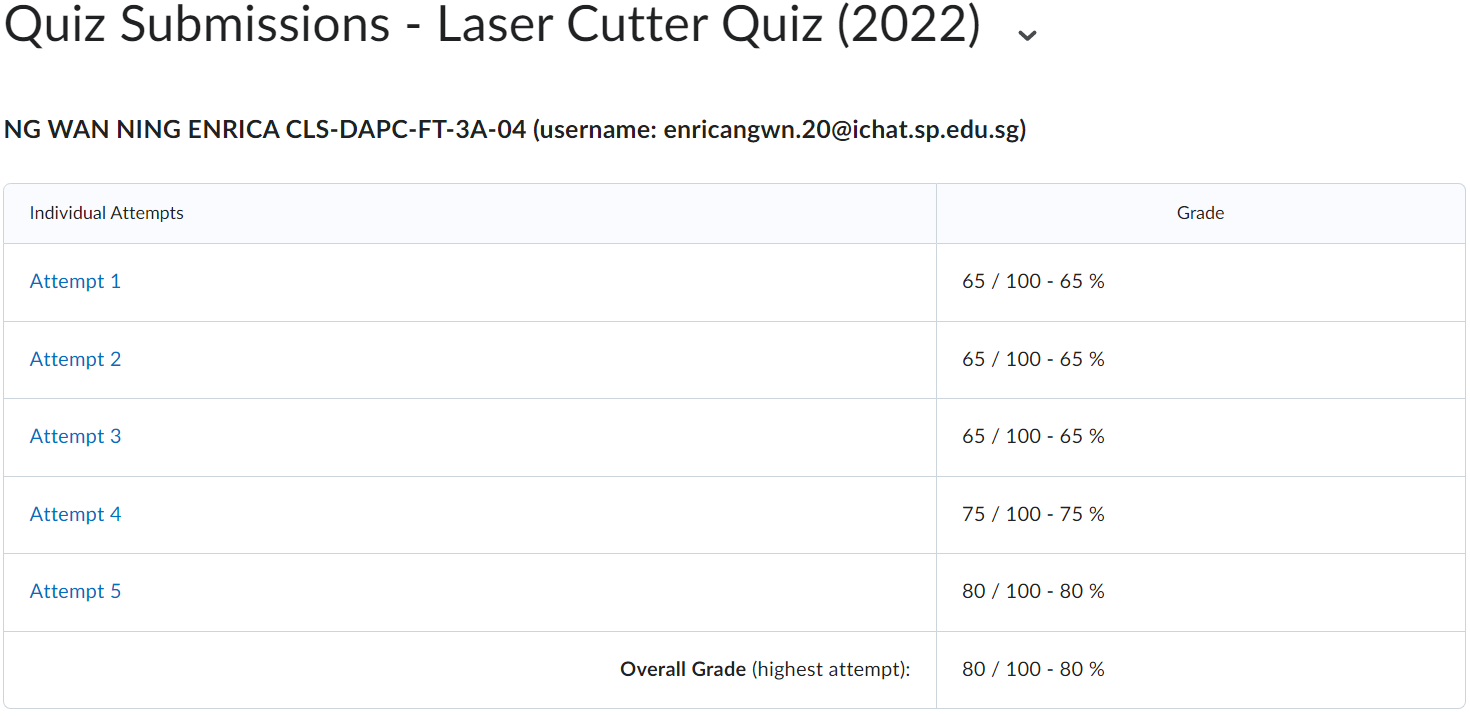 Quiz Submissions - Laser Cutter Quiz (2022)
NG WAN NING ENRICA CLS-DAPC-FT-3A-04 (username: enricangwn.20@ichat.sp.edu.sg)
Individual Attempts Grade
Attempt 1 65 / 100 - 65 %
Attempt 2 65 / 100 - 65 %
Attempt 3 65 / 100 - 65 %
Attempt 4 75 / 100 - 75 %
Attempt 5 80 / 100 - 80 %
Overall Grade (highest attempt): 80 / 100 - 80 %